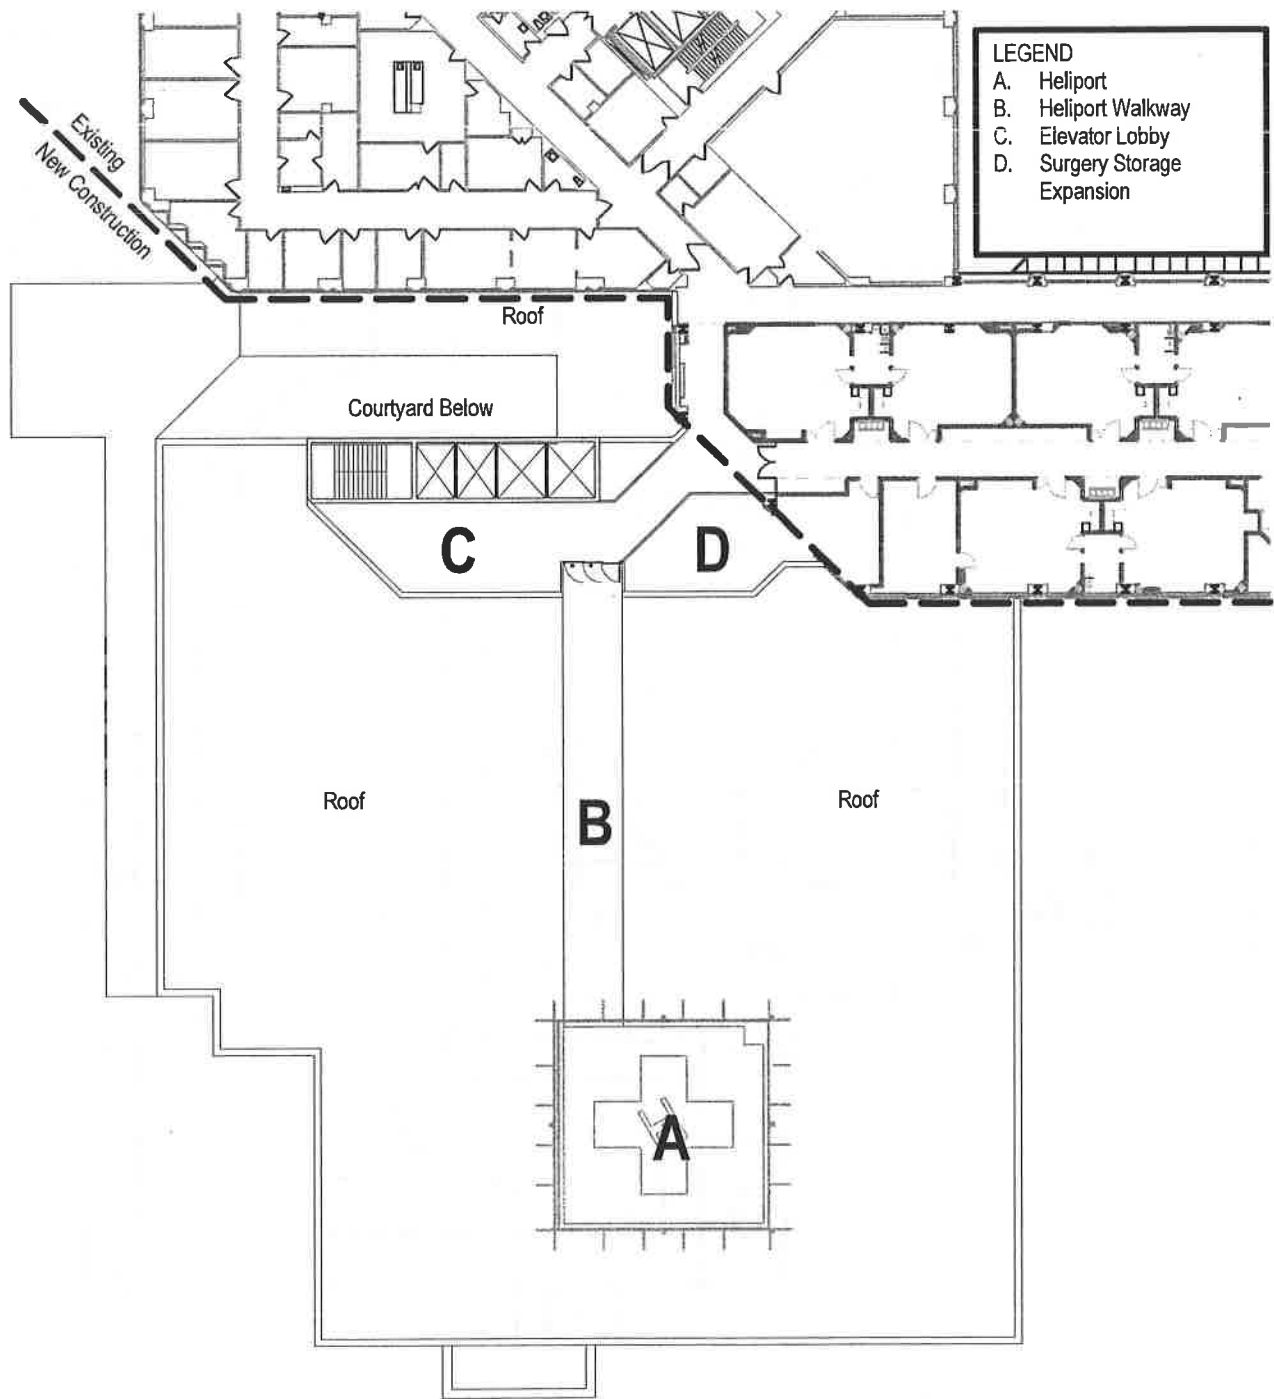 LEGEND
A. Heliport
B. Heliport Walkway
C. Elevator Lobby
D. Surgery Storage
Expansion
Existing
New Construction
Roof
Courtyard Below
C
D
Roof
B
Roof
A